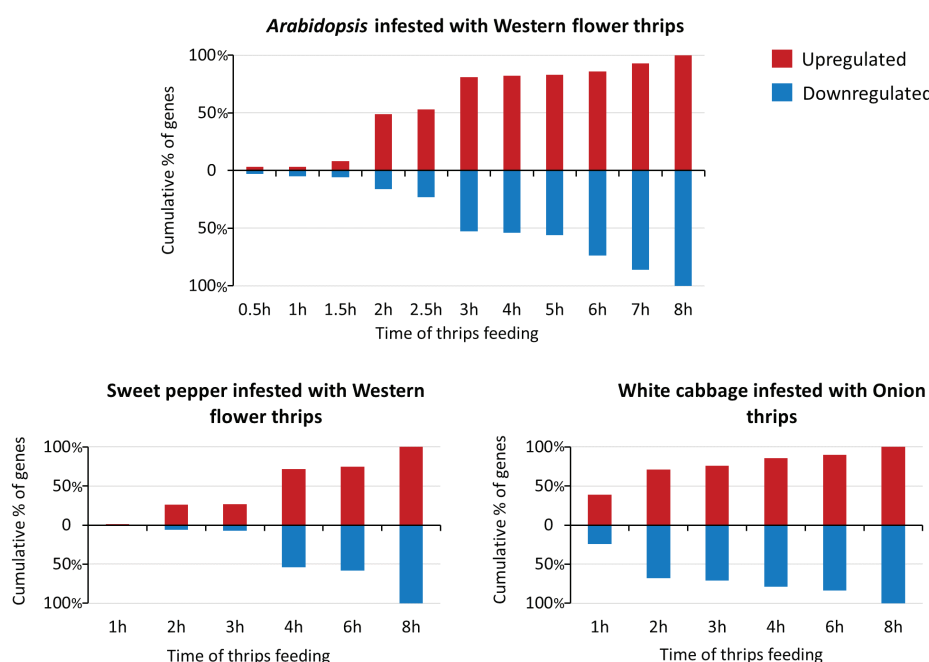 Arabidopsis infested with Western flower thrips
Upregulated
Downregulated
Cumulative % of genes
100%
50%
0
50%
100%
0.5h 1h 1.5h 2h 2.5h 3h 4h 5h 6h 7h 8h
Time of thrips feeding
Sweet pepper infested with Western
flower thrips
Cumulative % of genes
100%
50%
0
50%
100%
1h 2h 3h 4h 6h 8h
Time of thrips feeding
White cabbage infested with Onion
thrips
Cumulative % of genes
100%
50%
0
50%
100%
1h 2h 3h 4h 6h 8h
Time of thrips feeding